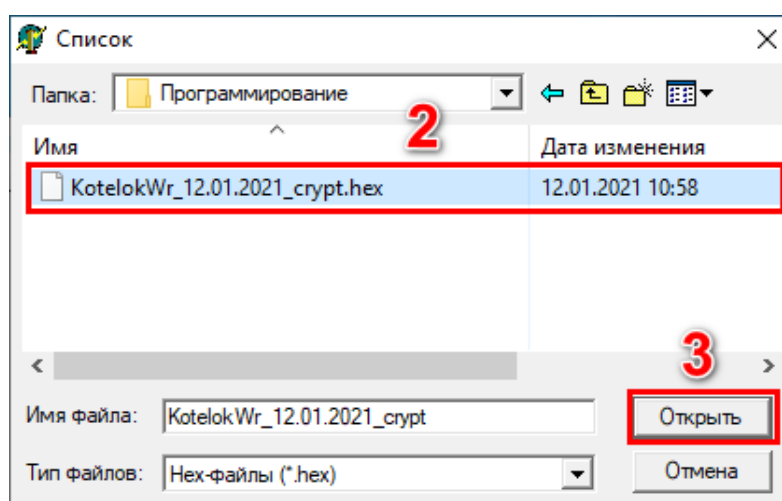 Список
Папка: Программирование
2
Имя Дата изменения
KotelokWr_12.01.2021_crypt.hex 12.01.2021 10:58
3
Имя файла: KotelokWr_12.01.2021_crypt Открыть
Тип файлов: Hex-файлы (*.hex) Отмена